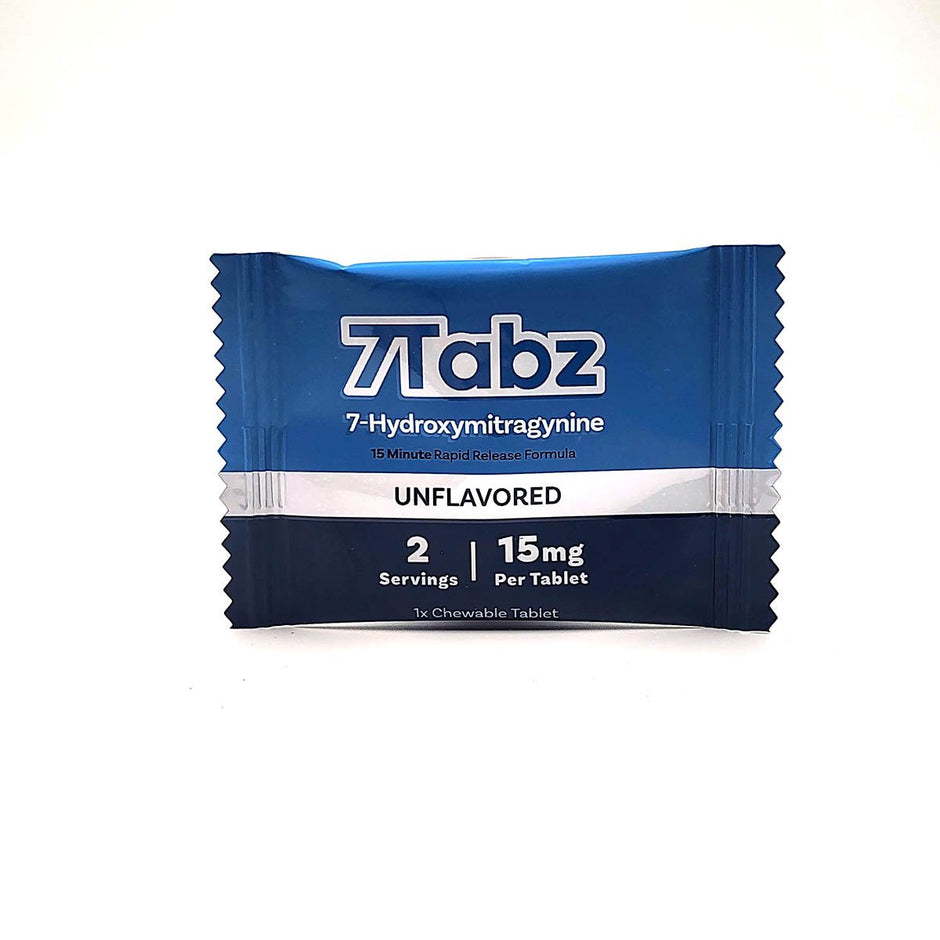 7Tabz
7-Hydroxymitragynine
15 Minute Rapid Release Formula
UNFLAVORED
2 | 15mg
Servings | Per Tablet
1x Chewable Tablet